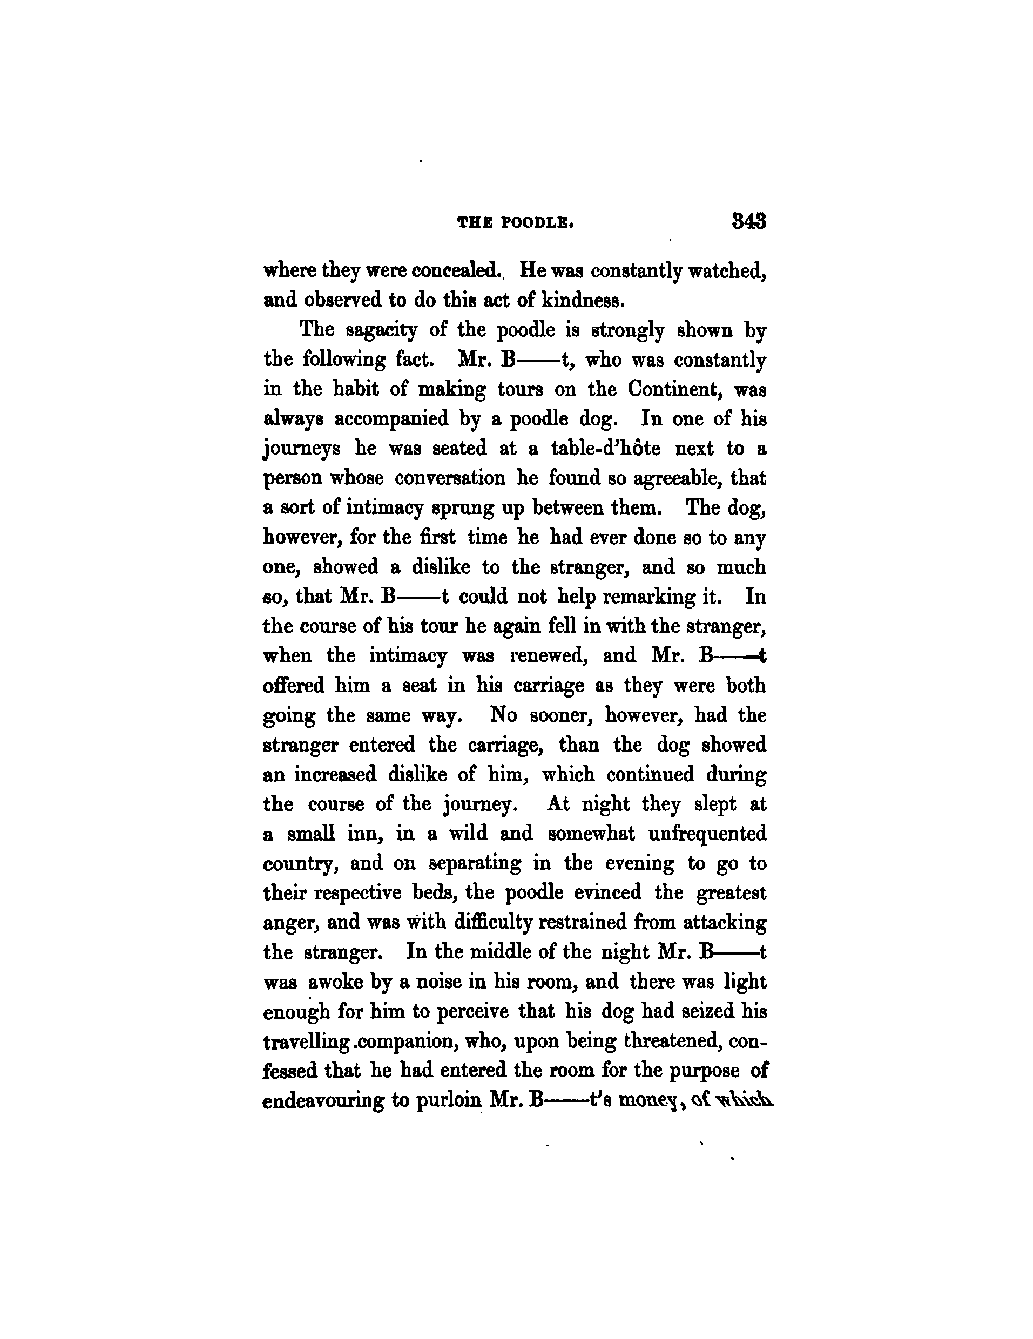 THE POODLE. 343
where they were concealed. He was constantly watched,
and observed to do this act of kindness.
The sagacity of the poodle is strongly shown by
the following fact. Mr. B——t, who was constantly
in the habit of making tours on the Continent, was
always accompanied by a poodle dog. In one of his
journeys he was seated at a table-d'hôte next to a
person whose conversation he found so agreeable, that
a sort of intimacy sprung up between them. The dog,
however, for the first time he had ever done so to any
one, showed a dislike to the stranger, and so much
so, that Mr. B——t could not help remarking it. In
the course of his tour he again fell in with the stranger,
when the intimacy was renewed, and Mr. B——t
offered him a seat in his carriage as they were both
going the same way. No sooner, however, had the
stranger entered the carriage, than the dog showed
an increased dislike of him, which continued during
the course of the journey. At night they slept at
a small inn, in a wild and somewhat unfrequented
country, and on separating in the evening to go to
their respective beds, the poodle evinced the greatest
anger, and was with difficulty restrained from attacking
the stranger. In the middle of the night Mr. B——t
was awoke by a noise in his room, and there was light
enough for him to perceive that his dog had seized his
travelling companion, who, upon being threatened, con-
fessed that he had entered the room for the purpose of
endeavouring to purloin Mr. B——t's money, of which